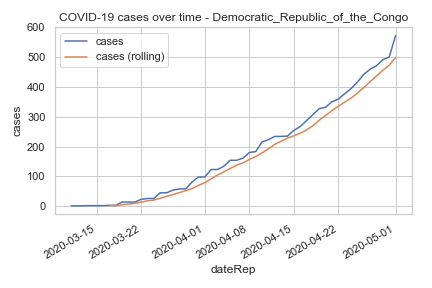 COVID-19 cases over time - Democratic_Republic_of_the_Congo
cases
cases (rolling)
600
500
400
300
200
100
0
cases
2020-03-15
2020-03-22
2020-04-01
2020-04-08
2020-04-15
2020-04-22
2020-05-01
dateRep